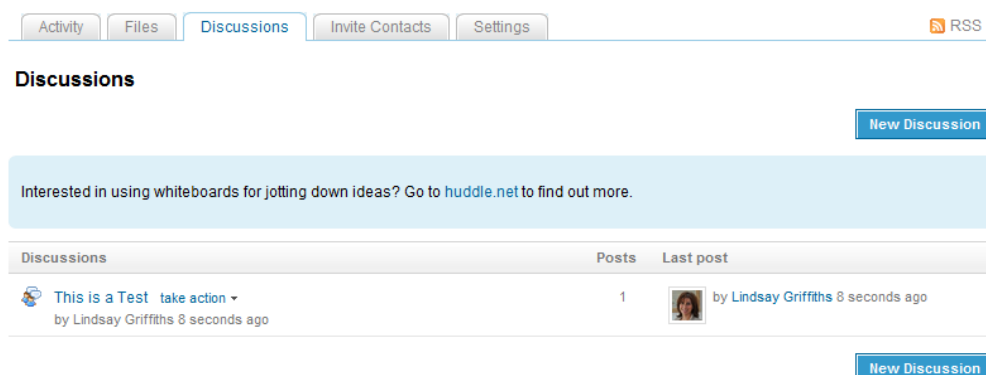 Activity Files Discussions Invite Contacts Settings RSS
Discussions
New Discussion
Interested in using whiteboards for jotting down ideas? Go to huddle.net to find out more.
Discussions Posts Last post
This is a Test take action 1 by Lindsay Griffiths 8 seconds ago
by Lindsay Griffiths 8 seconds ago
New Discussion